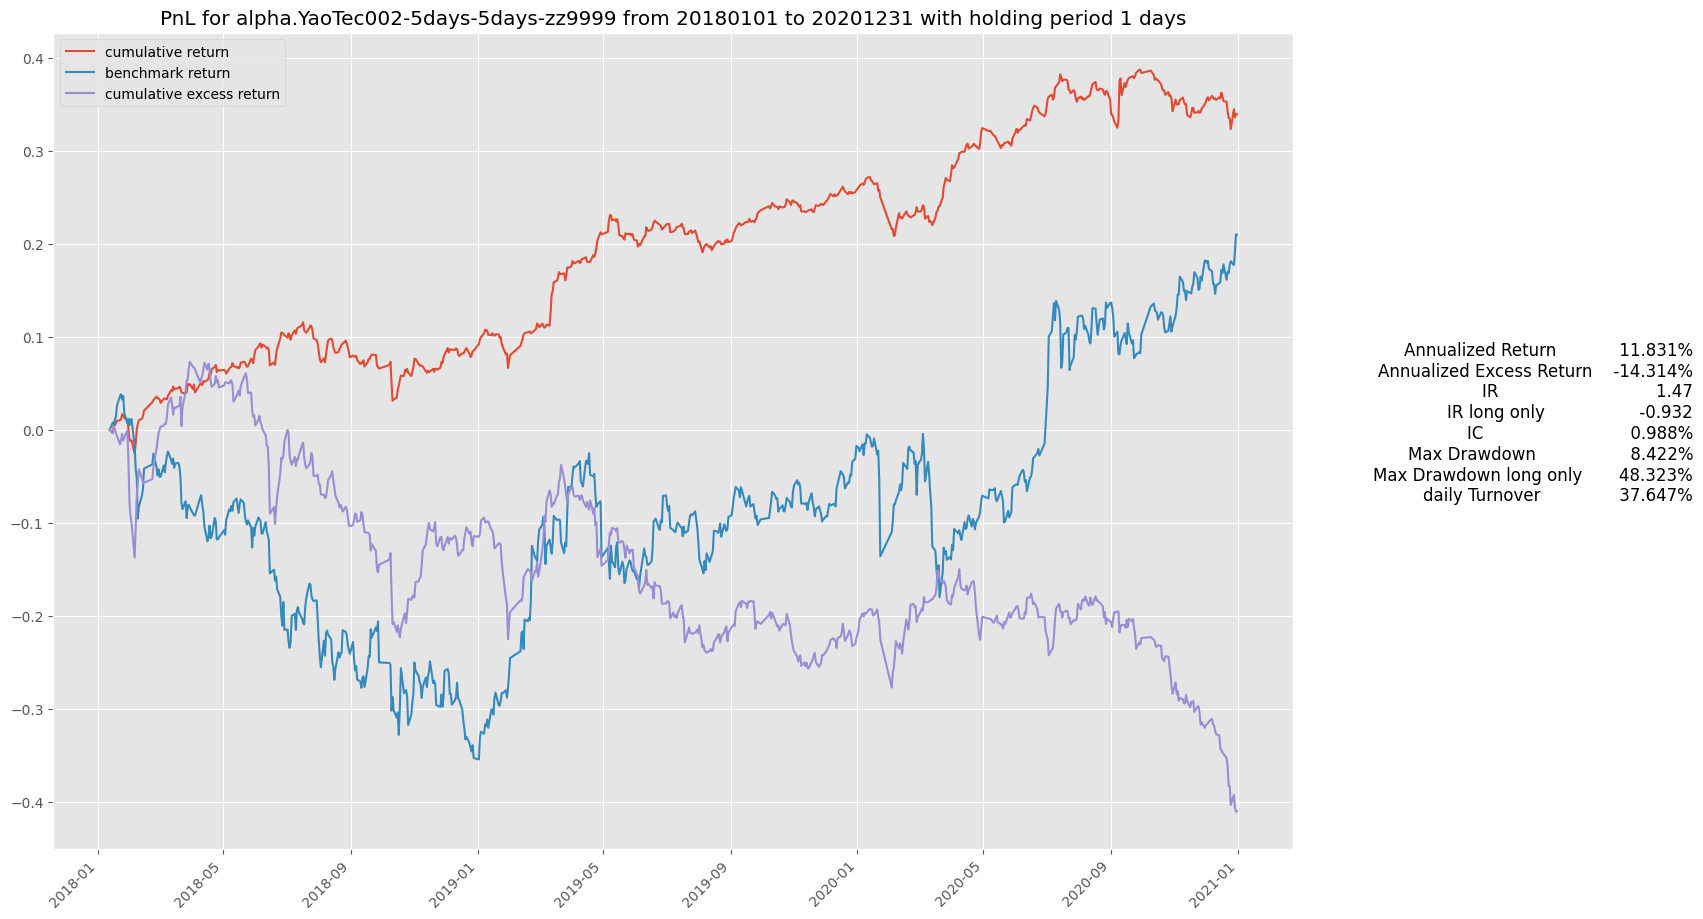 PnL for alpha.YaoTec002-5days-5days-zz9999 from 20180101 to 20201231 with holding period 1 days
cumulative return
benchmark return
cumulative excess return
0.4
0.3
0.2
0.1
0.0
−0.1
−0.2
−0.3
−0.4
2018-01
2018-05
2018-09
2019-01
2019-05
2019-09
2020-01
2020-05
2020-09
2021-01
Annualized Return 11.831%
Annualized Excess Return -14.314%
IR 1.47
IR long only -0.932
IC 0.988%
Max Drawdown 8.422%
Max Drawdown long only 48.323%
daily Turnover 37.647%